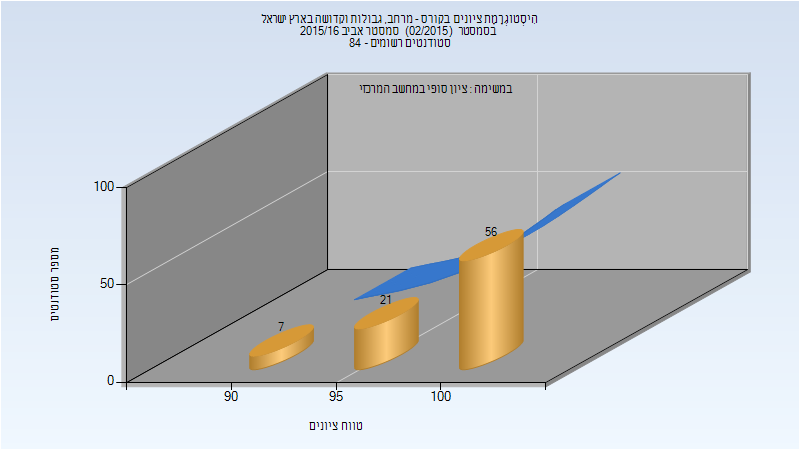 היסטוגרמת ציונים בקורס - מרחב, גבולות וקדושה בארץ ישראל
בסמסטר (02/2015) סמסטר אביב 2015/16
סטודנטים רשומים - 84
במשימה : ציון סופי במחשב המרכזי
מספר סטודנטים
100
50
0
7
21
56
90
95
100
טווח ציונים